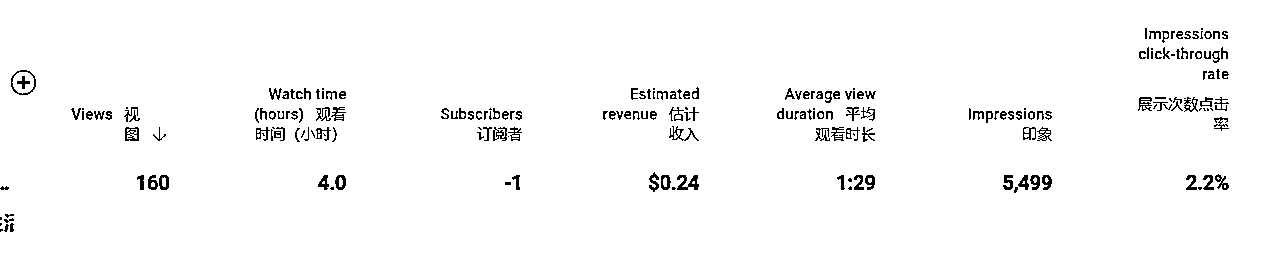 Views 视图 ↓
Watch time (hours) 观看时间 (小时)
Subscribers 订阅者
Estimated revenue 估计收入
Average view duration 平均观看时长
Impressions 印象
Impressions click-through rate 展示次数点击率
160
4.0
-1
$0.24
1:29
5,499
2.2%